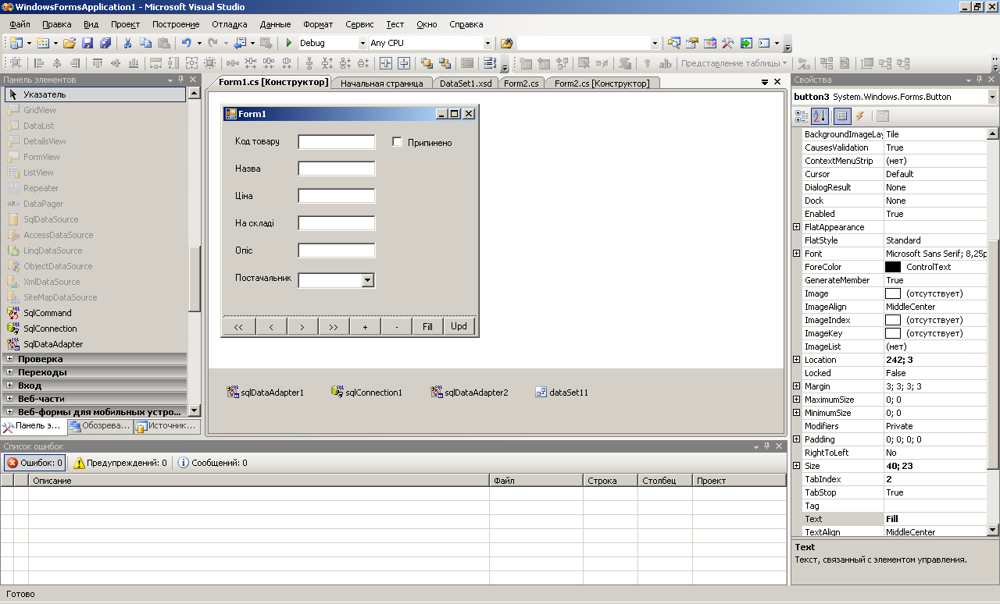 WindowsFormsApplication1 - Microsoft Visual Studio
Файл Правка Вид Проект Построение Отладка Данные Формат Сервис Тест Окно Справка
Debug Any CPU
Представление таблицы
Панель элементов
Указатель
GridView
DataList
DetailsView
FormView
ListView
Repeater
DataPager
SqlDataSource
AccessDataSource
LinqDataSource
ObjectDataSource
XmlDataSource
SiteMapDataSource
SqlCommand
SqlConnection
SqlDataAdapter
Проверка
Переходы
Вход
Веб-части
Веб-формы для мобильных устро...
Панель э... Обозрева... Источник...
Form1.cs [Конструктор] Начальная страница DataSet1.xsd Form2.cs Form2.cs [Конструктор]
Form1
Код товару Припинено
Назва
Ціна
На складі
Опіс
Постачальник
<< < > >> + - Fill Upd
sqlDataAdapter1 sqlConnection1 sqlDataAdapter2 dataSet11
Свойства
button3 System.Windows.Forms.Button
BackgroundImageLay Tile
CausesValidation True
ContextMenuStrip (нет)
Cursor Default
DialogResult None
Dock None
Enabled True
FlatAppearance
FlatStyle Standard
Font Microsoft Sans Serif; 8,25p
ForeColor ControlText
GenerateMember True
Image (отсутствует)
ImageAlign MiddleCenter
ImageIndex (отсутствует)
ImageKey (отсутствует)
ImageList (нет)
Location 242; 3
Locked False
Margin 3; 3; 3; 3
MaximumSize 0; 0
MinimumSize 0; 0
Modifiers Private
Padding 0; 0; 0; 0
RightToLeft No
Size 40; 23
TabIndex 2
TabStop True
Tag
Text Fill
TextAlign MiddleCenter
Text
Текст, связанный с элементом управления.
Список ошибок
Ошибок: 0 Предупреждений: 0 Сообщений: 0
Описание Файл Строка Столбец Проект
Готово